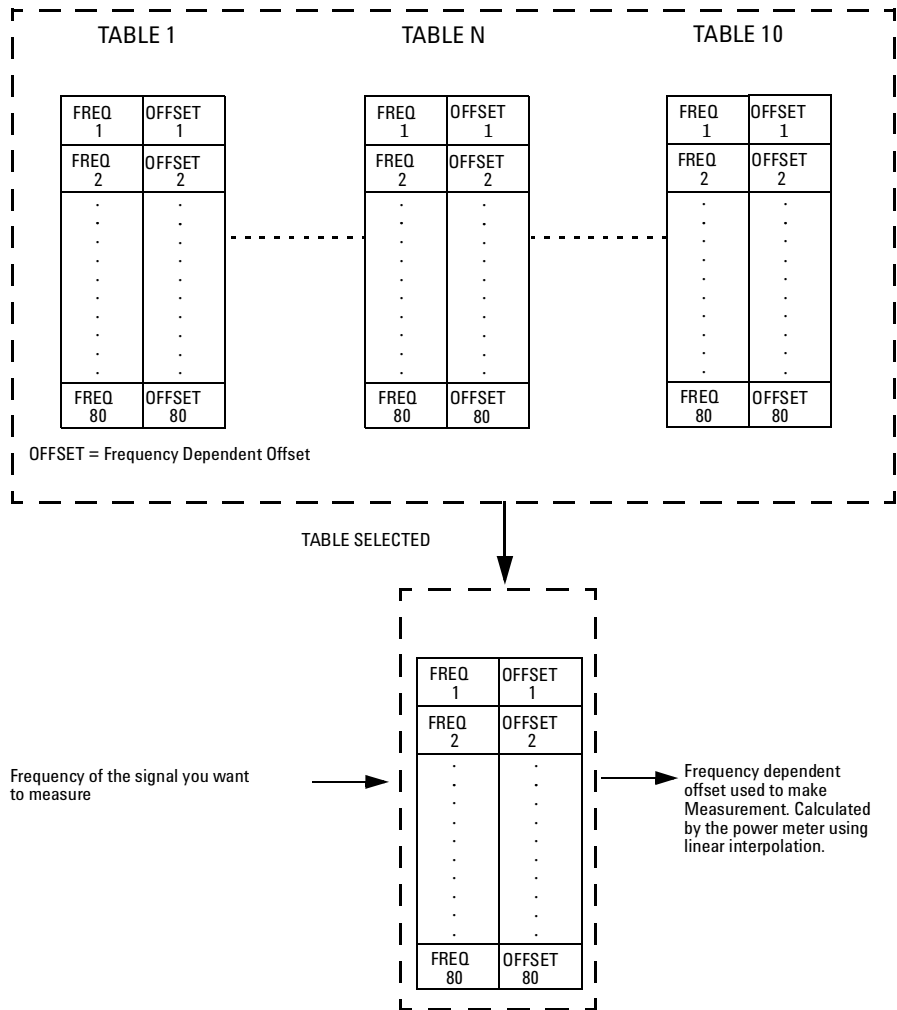 TABLE 1 TABLE N TABLE 10
FREQ OFFSET FREQ OFFSET FREQ OFFSET
1 1 1 1 1 1
FREQ OFFSET FREQ OFFSET FREQ OFFSET
2 2 2 2 2 2
FREQ OFFSET FREQ OFFSET FREQ OFFSET
80 80 80 80 80 80
OFFSET = Frequency Dependent Offset
TABLE SELECTED
FREQ OFFSET
1 1
FREQ OFFSET
2 2
FREQ OFFSET
80 80
Frequency of the signal you want
to measure
Frequency dependent
offset used to make
Measurement. Calculated
by the power meter using
linear interpolation.